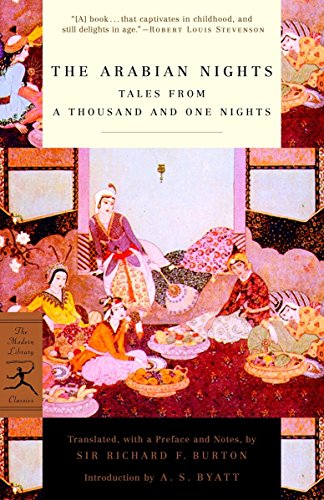 "[A] book . . . that captivates in childhood, and
still delights in age."—ROBERT LOUIS STEVENSON
THE ARABIAN NIGHTS
TALES FROM
A THOUSAND AND ONE NIGHTS
The Modern Library
Classics
Translated, with a Preface and Notes, by
SIR RICHARD F. BURTON
Introduction by A. S. BYATT